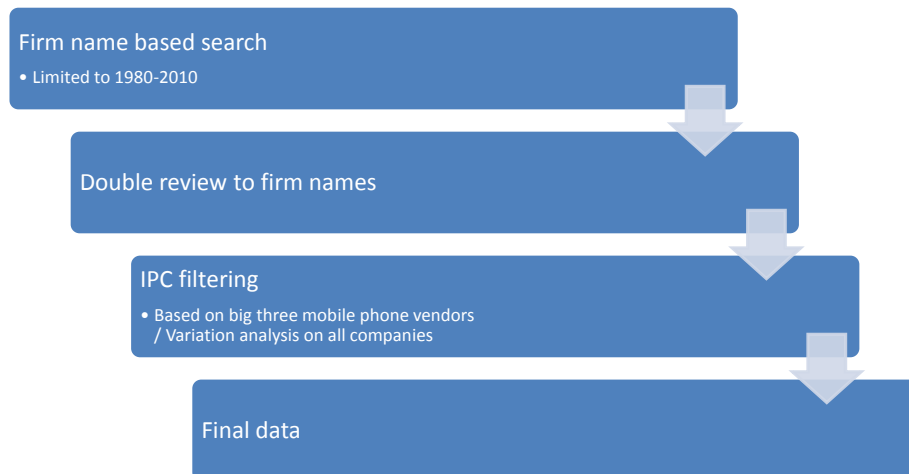 Firm name based search
• Limited to 1980-2010
Double review to firm names
IPC filtering
• Based on big three mobile phone vendors
/ Variation analysis on all companies
Final data